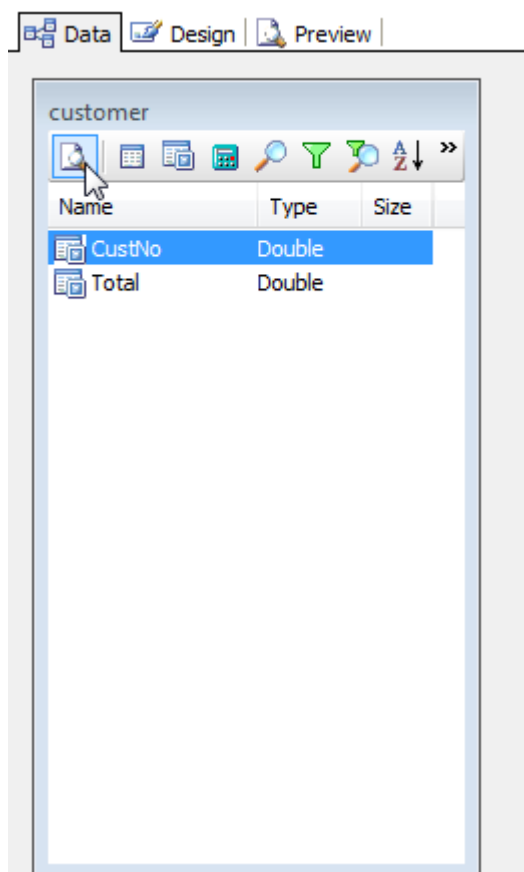 Data Design Preview
customer
A Z »
Name Type Size
CustNo Double
Total Double